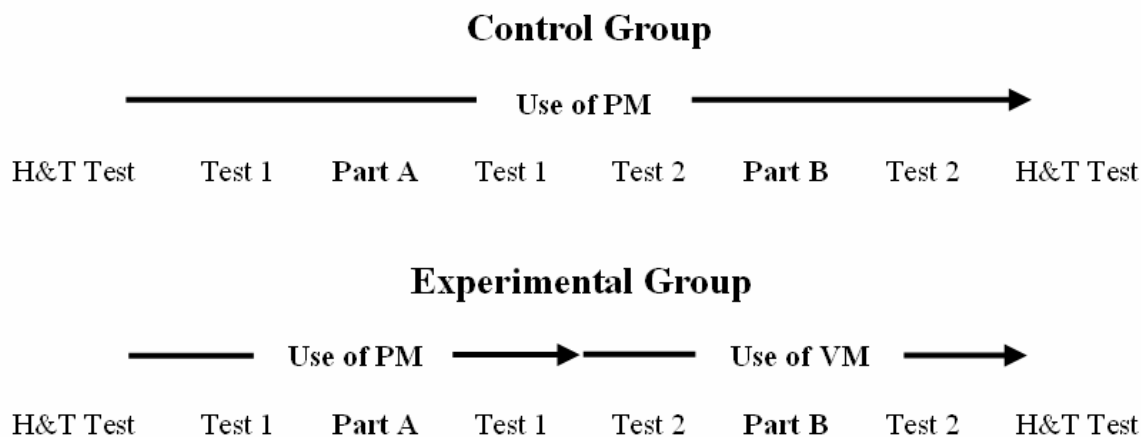 Control Group
Use of PM
H&T Test Test 1 Part A Test 1 Test 2 Part B Test 2 H&T Test
Experimental Group
Use of PM Use of VM
H&T Test Test 1 Part A Test 1 Test 2 Part B Test 2 H&T Test